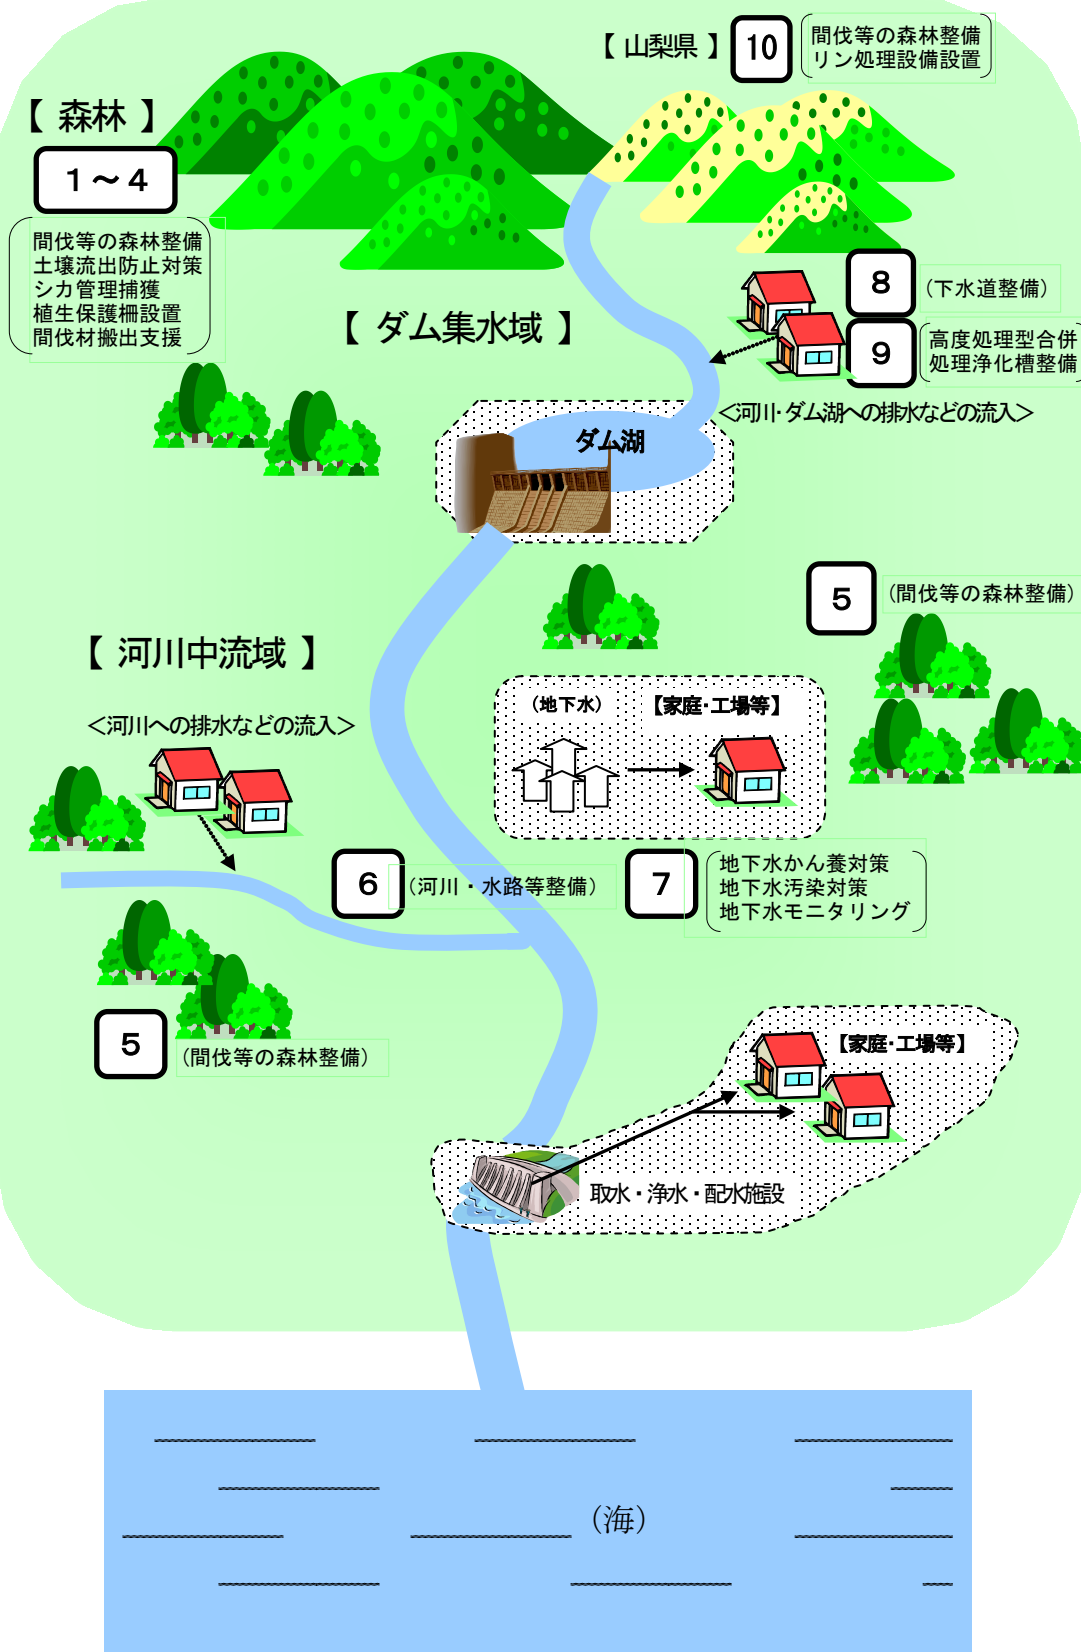 【 山梨県 】
10
間伐等の森林整備
リン処理設備設置
【 森林 】
１～４
間伐等の森林整備
土壌流出防止対策
シカ管理捕獲
植生保護柵設置
間伐材搬出支援
【 ダム集水域 】
８
(下水道整備)
９
高度処理型合併
処理浄化槽整備
＜河川･ダム湖への排水などの流入＞
ダム湖
５
(間伐等の森林整備)
【 河川中流域 】
＜河川への排水などの流入＞
(地下水)
【家庭･工場等】
６
(河川・水路等整備)
７
地下水かん養対策
地下水汚染対策
地下水モニタリング
５
(間伐等の森林整備)
【家庭･工場等】
取水・浄水・配水施設
（海）